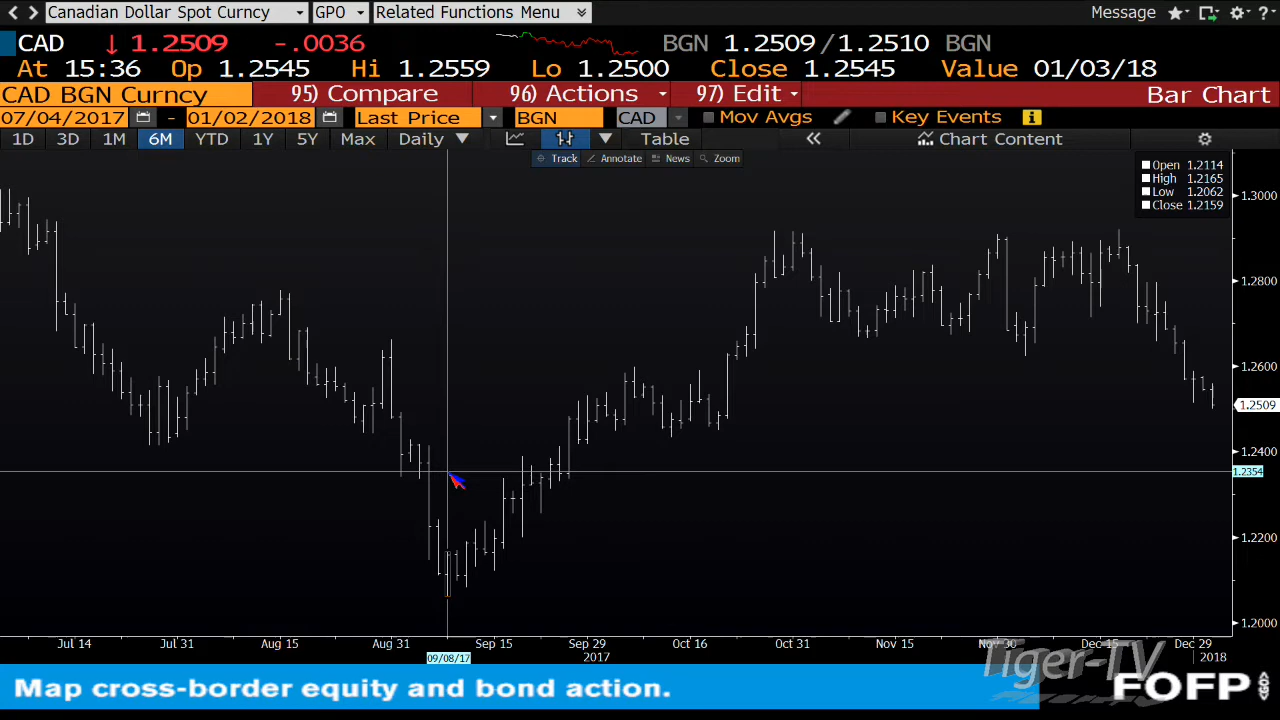 Canadian Dollar Spot Curncy GPO Related Functions Menu Message ?
CAD ↓ 1.2509 -.0036 BGN 1.2509/1.2510 BGN
At 15:36 Op 1.2545 Hi 1.2559 Lo 1.2500 Close 1.2545 Value 01/03/18
CAD BGN Curncy 95) Compare 96) Actions 97) Edit Bar Chart
07/04/2017 - 01/02/2018 Last Price BGN CAD Mov Avgs Key Events i
1D 3D 1M 6M YTD 1Y 5Y Max Daily Table « Chart Content
Track Annotate News Zoom
Open 1.2114
High 1.2165
Low 1.2062
Close 1.2159
1.3000
1.2800
1.2600
1.2509
1.2400
1.2354
1.2200
1.2000
Jul 14 Jul 31 Aug 15 Aug 31 Sep 15 Sep 29 Oct 16 Oct 31 Nov 15 Nov 30 Dec 15 Dec 29
09/08/17 2017 2018
Tiger-TV
Map cross-border equity and bond action. FOFP <GO>